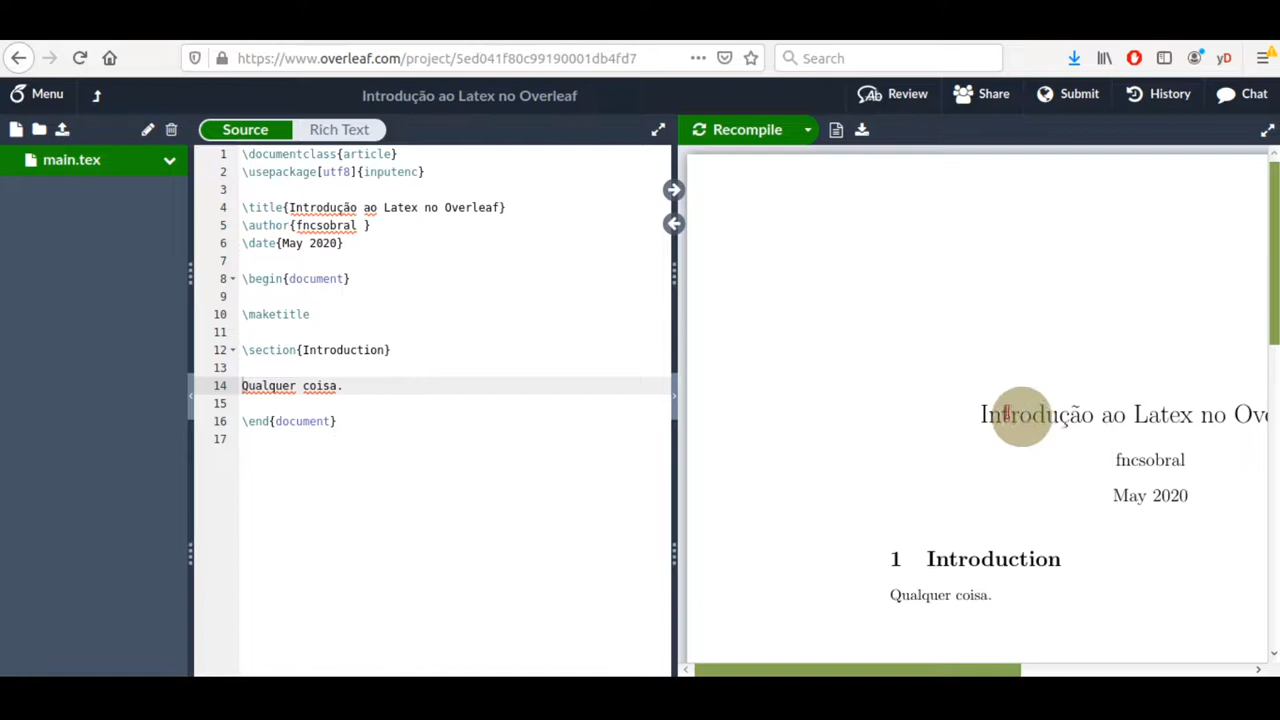 https://www.overleaf.com/project/5ed041f80c99190001db4fd7
Search
yD
Menu
Introdução ao Latex no Overleaf
Review
Share
Submit
History
Chat
Source
Rich Text
Recompile
main.tex
1 \documentclass{article}
2 \usepackage[utf8]{inputenc}
3
4 \title{Introdução ao Latex no Overleaf}
5 \author{fncsobral }
6 \date{May 2020}
7
8 \begin{document}
9
10 \maketitle
11
12 \section{Introduction}
13
14 Qualquer coisa.
15
16 \end{document}
17
Introdução ao Latex no Ove
fncsobral
May 2020
1 Introduction
Qualquer coisa.